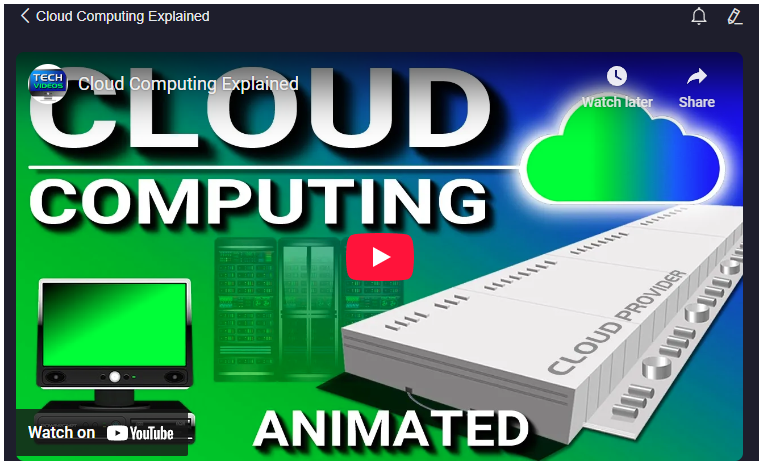 Cloud Computing Explained
TECH
VIDEOS
Cloud Computing Explained
Watch later
Share
CLOUD
COMPUTING
CLOUD PROVIDER
ANIMATED
Watch on YouTube